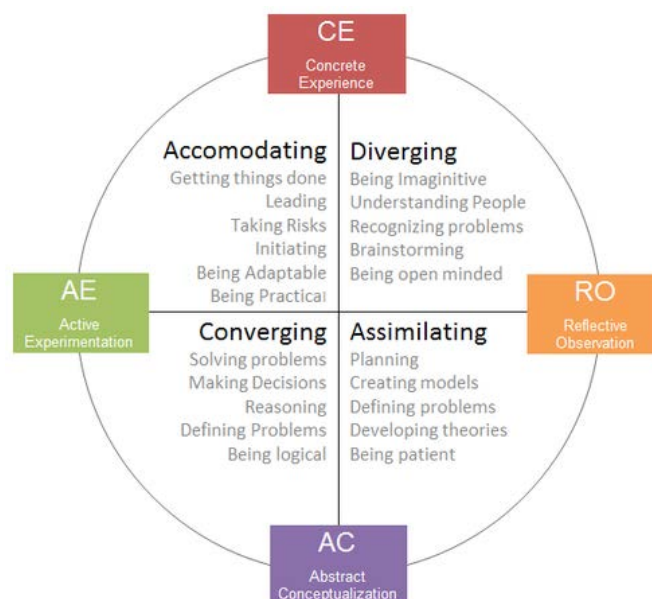 CE
Concrete
Experience
Accomodating
Getting things done
Leading
Taking Risks
Initiating
Being Adaptable
Being Practical
Diverging
Being Imaginitive
Understanding People
Recognizing problems
Brainstorming
Being open minded
AE
Active
Experimentation
RO
Reflective
Observation
Converging
Solving problems
Making Decisions
Reasoning
Defining Problems
Being logical
Assimilating
Planning
Creating models
Defining problems
Developing theories
Being patient
AC
Abstract
Conceptualization